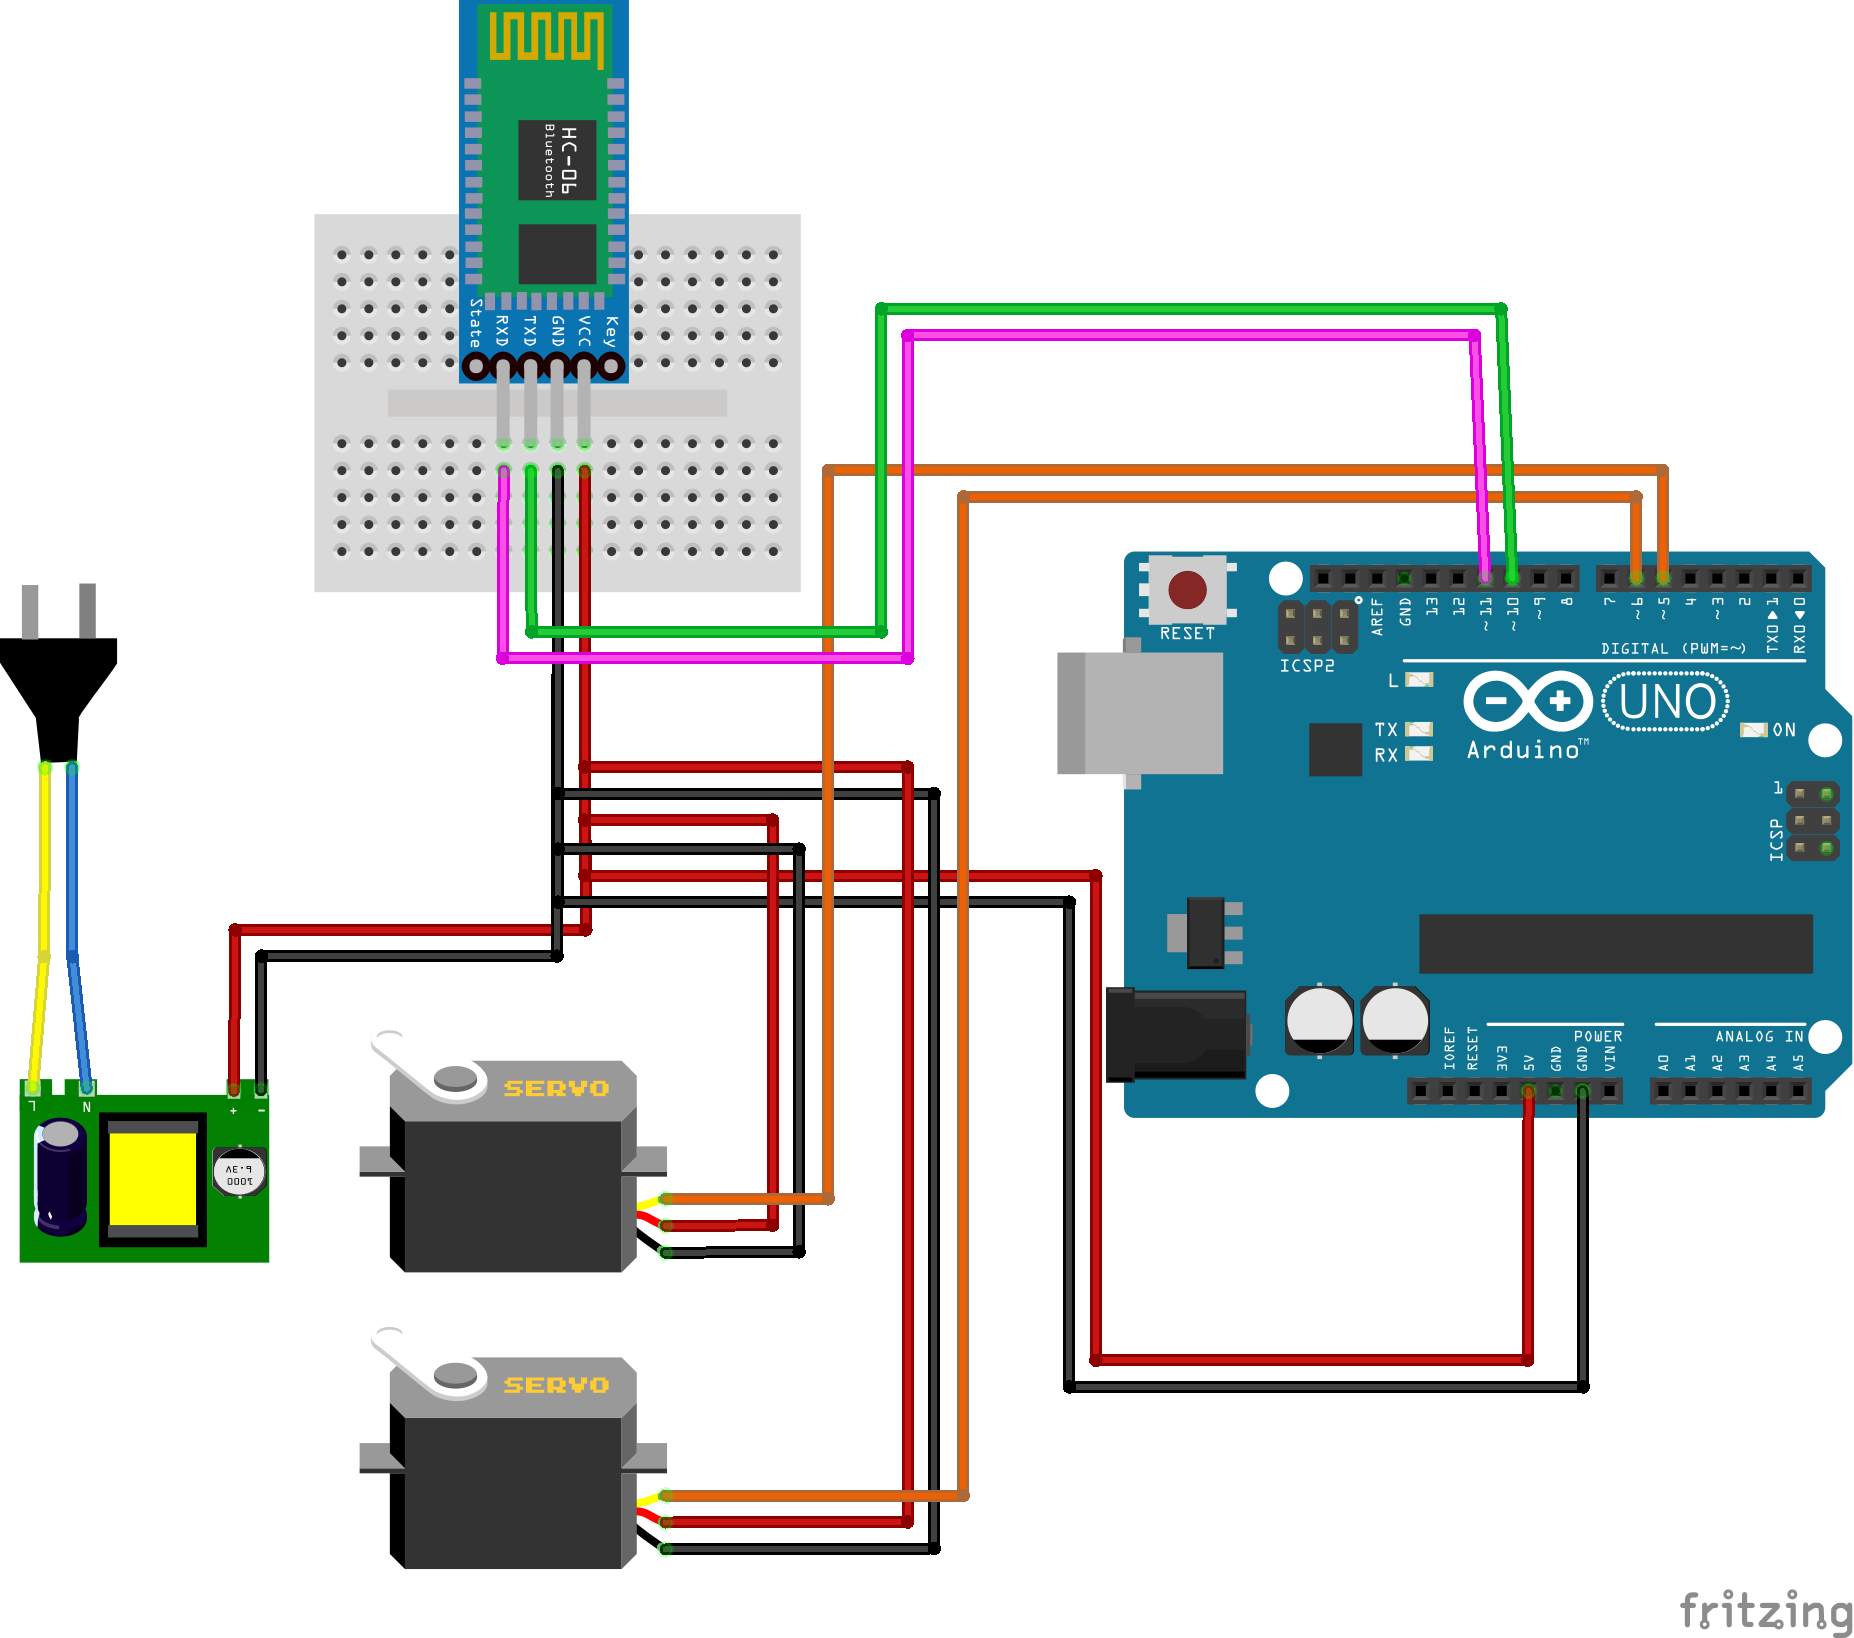 HC-06
Bluetooth
State
RXD
TXD
GND
VCC
Key
RESET
ICSP2
AREF
GND
13
12
~11
~10
~9
8
7
~6
~5
4
~3
2
TX0▶1
RX0◀0
DIGITAL (PWM=~)
L
TX
RX
Arduino™
UNO
ON
1
ICSP
IOREF
RESET
3V3
5V
GND
GND
VIN
POWER
A0
A1
A2
A3
A4
A5
ANALOG IN
L
N
+
-
1000
6.3V
SERVO
SERVO
fritzing